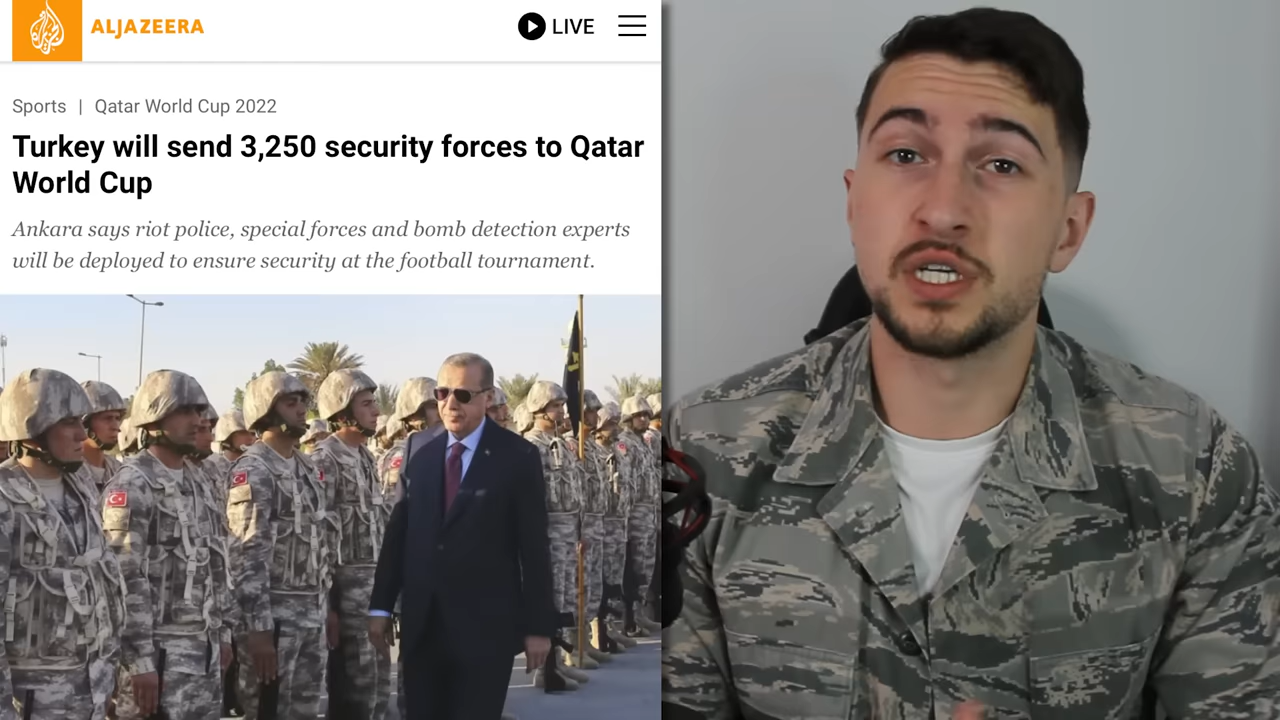 ALJAZEERA
LIVE
Sports | Qatar World Cup 2022
Turkey will send 3,250 security forces to Qatar
World Cup
Ankara says riot police, special forces and bomb detection experts
will be deployed to ensure security at the football tournament.